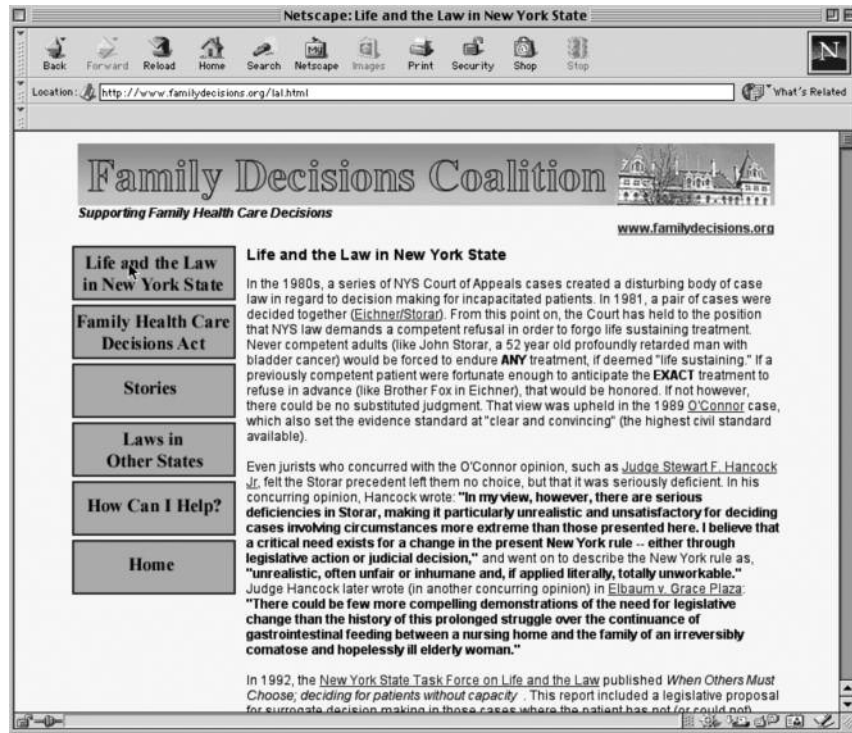 Netscape: Life and the Law in New York State
Back Forward Reload Home Search Netscape Images Print Security Shop Stop
My
N
Location: http://www.familydecisions.org/lal.html What's Related
Family Decisions Coalition
Supporting Family Health Care Decisions
www.familydecisions.org
Life and the Law
in New York State
Family Health Care
Decisions Act
Stories
Laws in
Other States
How Can I Help?
Home
Life and the Law in New York State
In the 1980s, a series of NYS Court of Appeals cases created a disturbing body of case
law in regard to decision making for incapacitated patients. In 1981, a pair of cases were
decided together (Eichner/Storar). From this point on, the Court has held to the position
that NYS law demands a competent refusal in order to forgo life sustaining treatment.
Never competent adults (like John Storar, a 52 year old profoundly retarded man with
bladder cancer) would be forced to endure ANY treatment, if deemed "life sustaining." If a
previously competent patient were fortunate enough to anticipate the EXACT treatment to
refuse in advance (like Brother Fox in Eichner), that would be honored. If not however,
there could be no substituted judgment. That view was upheld in the 1989 O'Connor case,
which also set the evidence standard at "clear and convincing" (the highest civil standard
available).
Even jurists who concurred with the O'Connor opinion, such as Judge Stewart F. Hancock
Jr, felt the Storar precedent left them no choice, but that it was seriously deficient. In his
concurring opinion, Hancock wrote: "In my view, however, there are serious
deficiencies in Storar, making it particularly unrealistic and unsatisfactory for deciding
cases involving circumstances more extreme than those presented here. I believe that
a critical need exists for a change in the present New York rule -- either through
legislative action or judicial decision," and went on to describe the New York rule as,
"unrealistic, often unfair or inhumane and, if applied literally, totally unworkable."
Judge Hancock later wrote (in another concurring opinion) in Elbaum v. Grace Plaza:
"There could be few more compelling demonstrations of the need for legislative
change than the history of this prolonged struggle over the continuance of
gastrointestinal feeding between a nursing home and the family of an irreversibly
comatose and hopelessly ill elderly woman."
In 1992, the New York State Task Force on Life and the Law published When Others Must
Choose; deciding for patients without capacity . This report included a legislative proposal
for surrogate decision making in those cases where the patient has not (or could not)